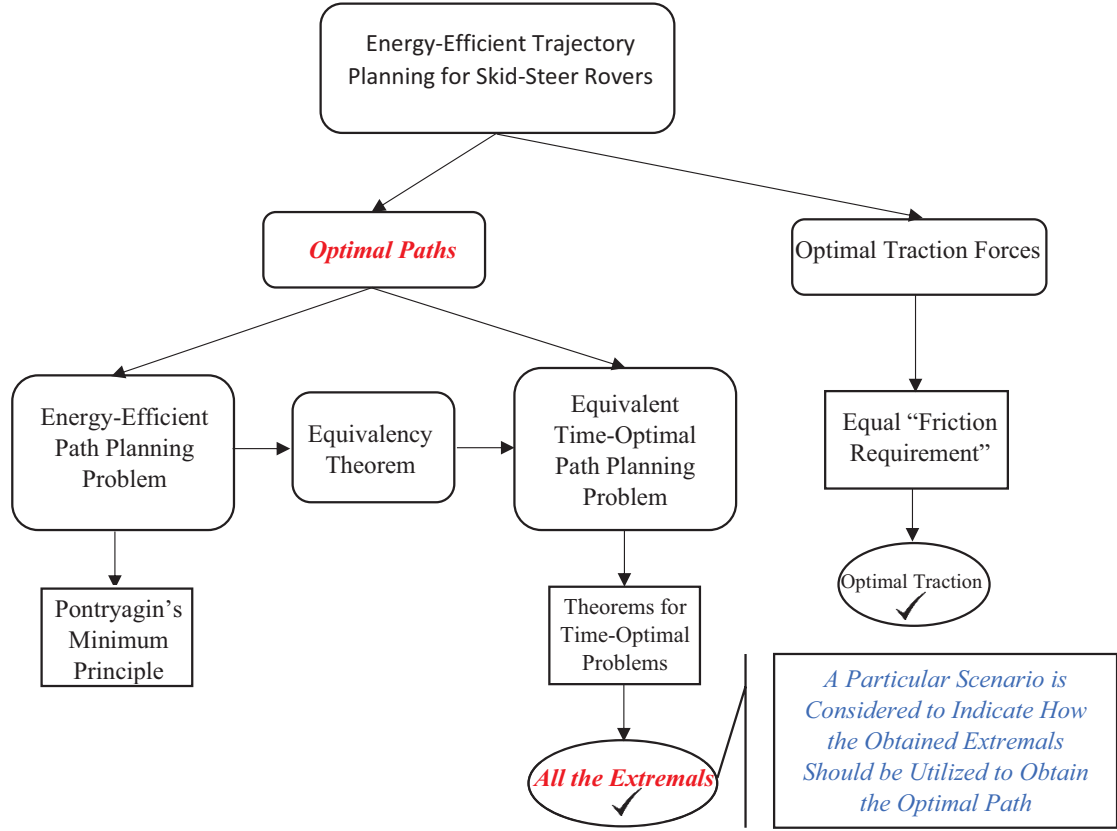 Energy-Efficient Trajectory
Planning for Skid-Steer Rovers
Optimal Paths
Optimal Traction Forces
Energy-Efficient
Path Planning
Problem
Equivalency
Theorem
Equivalent
Time-Optimal
Path Planning
Problem
Equal “Friction
Requirement”
Optimal Traction
Pontryagin’s
Minimum
Principle
Theorems for
Time-Optimal
Problems
All the Extremals
A Particular Scenario is
Considered to Indicate How
the Obtained Extremals
Should be Utilized to Obtain
the Optimal Path